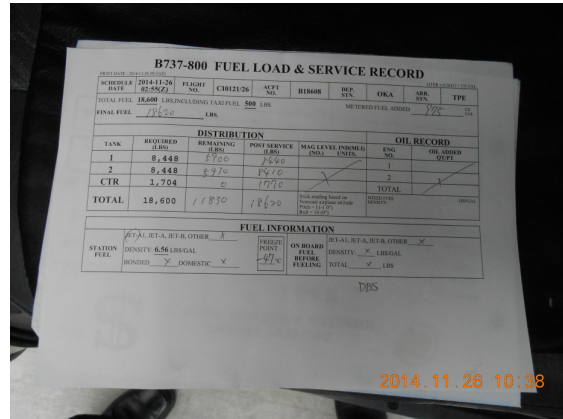 B737-800 FUEL LOAD & SERVICE RECORD
SCHEDULE DATE 2014-11-26 02:55(Z) FLIGHT NO. CI0121/26 ACFT NO. B18608 DEP. STN. OKA ARR. STN. TPE
TOTAL FUEL 18,600 LBS,INCLUDING TAXI FUEL 500 LBS. METERED FUEL ADDED
FINAL FUEL 18620 LBS.
DISTRIBUTION OIL RECORD
TANK REQUIRED (LBS) REMAINING (LBS) POST SERVICE (LBS) MAG LEVEL IND(MLI) (NO.) UNITS. ENG NO. OIL ADDED QT/PT
1 8,448 5900 8440 1
2 8,448 5930 8410 2
CTR 1,704 0 1770 TOTAL
TOTAL 18,600 11830 18620
FUEL INFORMATION
STATION FUEL JET-A1, JET-A, JET-B, OTHER X FREEZE POINT -47 °C ON BOARD FUEL BEFORE FUELING JET-A1, JET-A, JET-B, OTHER X
DENSITY: 6.56 LBS/GAL DENSITY: X LBS/GAL
BONDED X DOMESTIC X TOTAL X LBS
DBS
2014.11.26 10:38